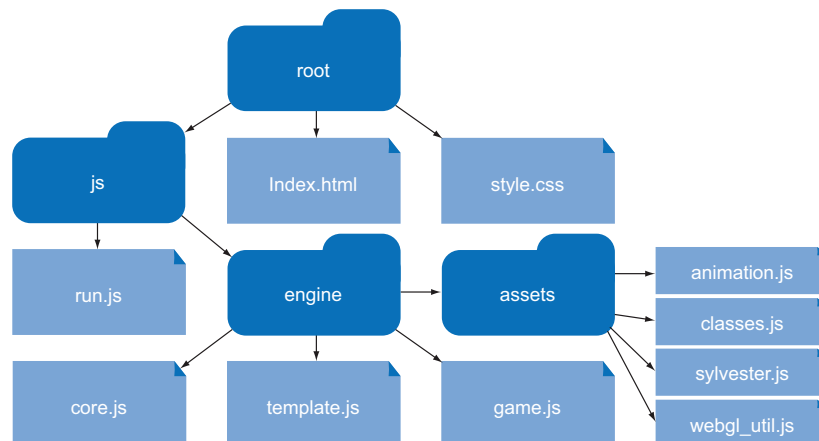 root
js
Index.html
style.css
run.js
engine
assets
animation.js
classes.js
sylvester.js
webgl_util.js
core.js
template.js
game.js